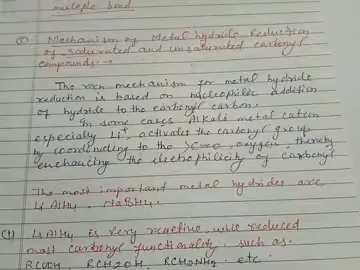 multiple bond
Mechanism of Metal hydride Reduction
of saturated and unsaturated carbonyl
compounds:→
The mechanism for metal hydride
reduction is based on nucleophilic addition
of hydride to the carbonyl carbon.
In some cases Alkali metal cation
especially Li+, activates the carbonyl group
by coordinating to the >C=O, oxygen, thereby
enchancing the electrophilicity of carbonyl
The most important metal hydrides are
LiAlH4, NaBH4.
LiAlH4 is very reactive, will reduced
most carbonyl functionality such as.
RCOOH, RCH2OH, RCH2NH2, etc.